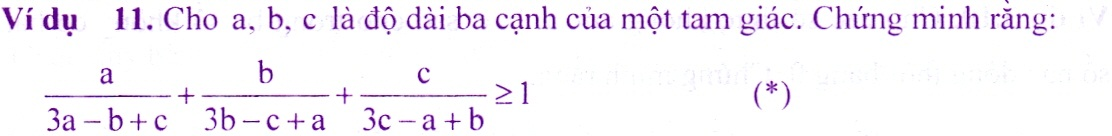 Ví dụ 11. Cho a, b, c là độ dài ba cạnh của một tam giác. Chứng minh rằng:
a/(3a − b + c) + b/(3b − c + a) + c/(3c − a + b) ≥ 1 (*)